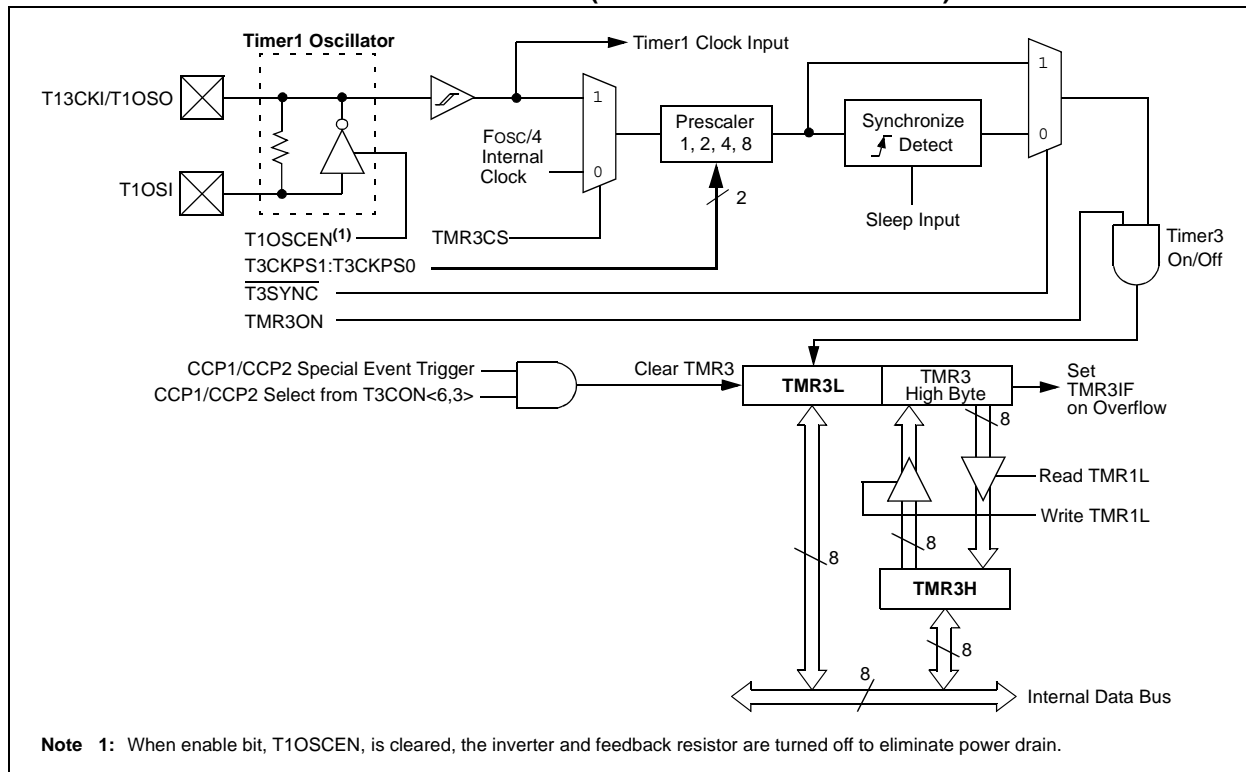 Timer1 Oscillator
Timer1 Clock Input
T13CKI/T1OSO
1
1
FOSC/4
Internal
Clock
0
Prescaler
1, 2, 4, 8
Synchronize
Detect
0
T1OSI
2
Sleep Input
T1OSCEN(1)
TMR3CS
Timer3
On/Off
T3CKPS1:T3CKPS0
T3SYNC
TMR3ON
CCP1/CCP2 Special Event Trigger
CCP1/CCP2 Select from T3CON<6,3>
Clear TMR3
TMR3L
TMR3
High Byte
Set
TMR3IF
on Overflow
8
Read TMR1L
Write TMR1L
8
8
TMR3H
8
8
Internal Data Bus
Note 1: When enable bit, T1OSCEN, is cleared, the inverter and feedback resistor are turned off to eliminate power drain.